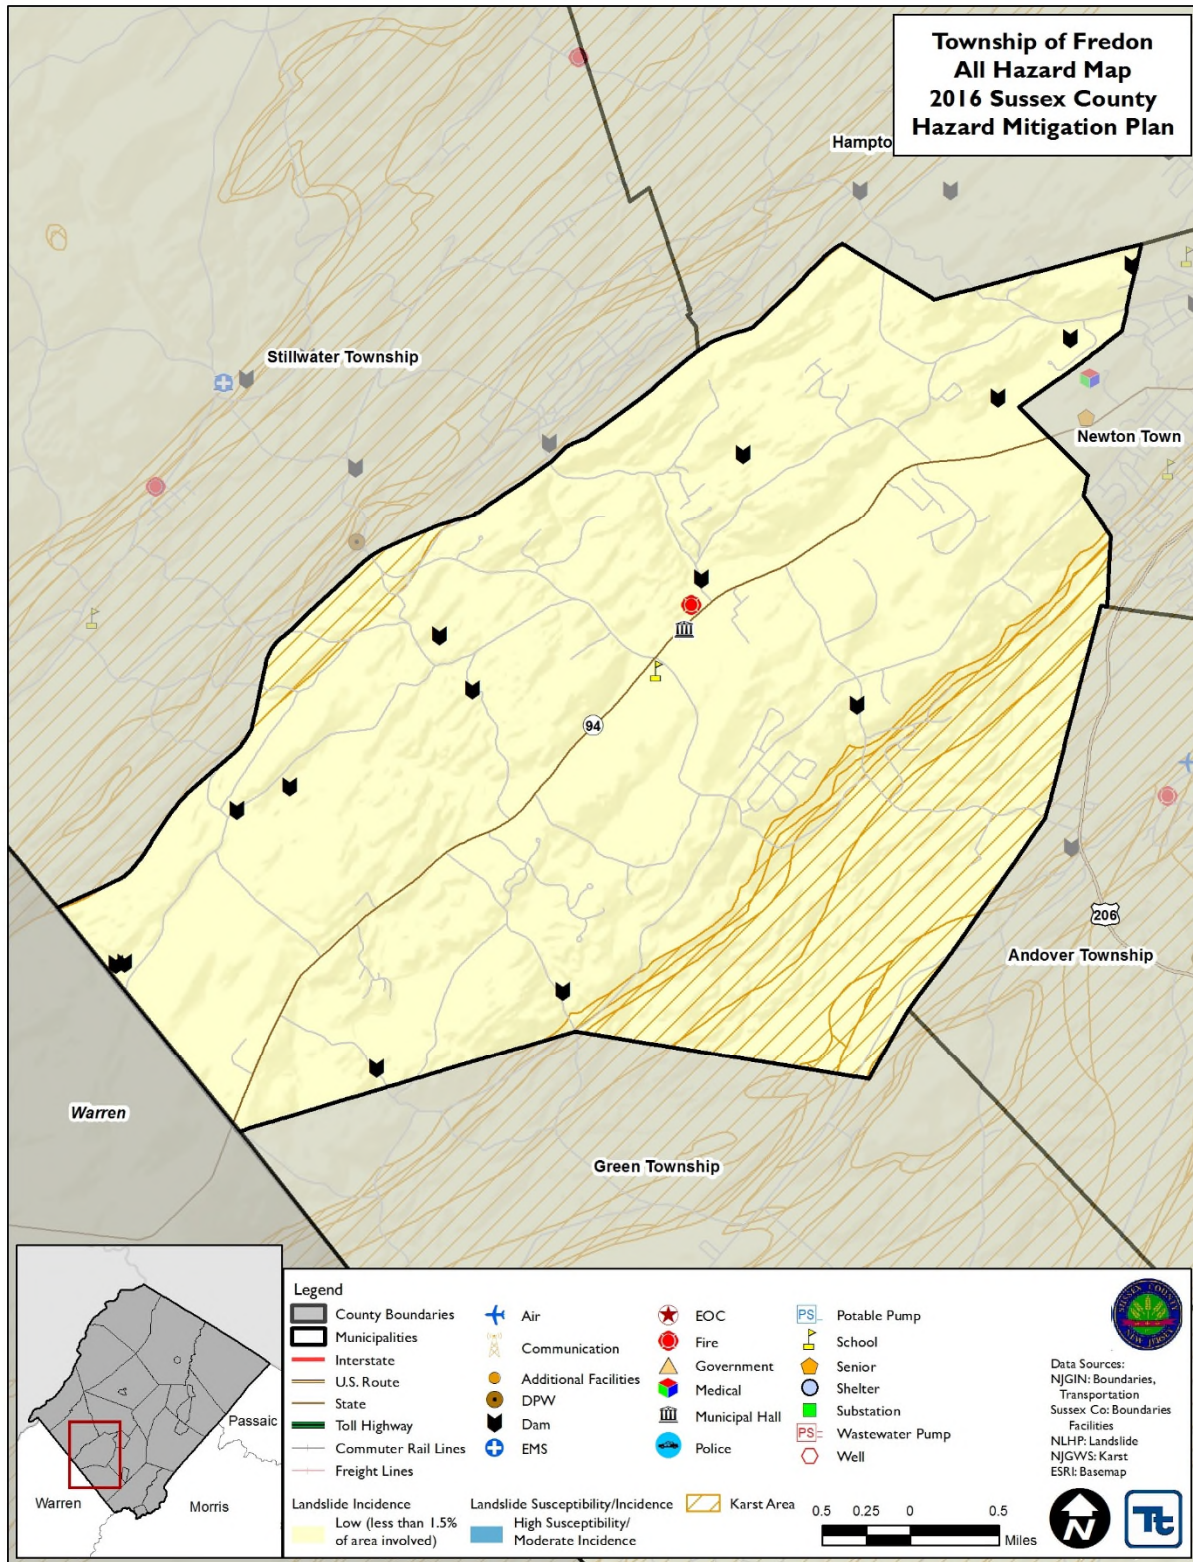 Township of Fredon
All Hazard Map
2016 Sussex County
Hazard Mitigation Plan
Hampto
Stillwater Township
Newton Town
94
206
Andover Township
Warren
Green Township
Passaic
Warren
Morris
Legend
County Boundaries
Municipalities
Interstate
U.S. Route
State
Toll Highway
Commuter Rail Lines
Freight Lines
Air
Communication
Additional Facilities
DPW
Dam
EMS
EOC
Fire
Government
Medical
Municipal Hall
Police
PS Potable Pump
School
Senior
Shelter
Substation
PS Wastewater Pump
Well
Landslide Incidence
Low (less than 1.5%
of area involved)
Landslide Susceptibility/Incidence
High Susceptibility/
Moderate Incidence
Karst Area
0.5 0.25 0 0.5
Miles
SUSSEX COUNTY
NEW JERSEY
Data Sources:
NJGIN: Boundaries,
Transportation
Sussex Co: Boundaries
Facilities
NLHP: Landslide
NJGWS: Karst
ESRI: Basemap
N
Tt